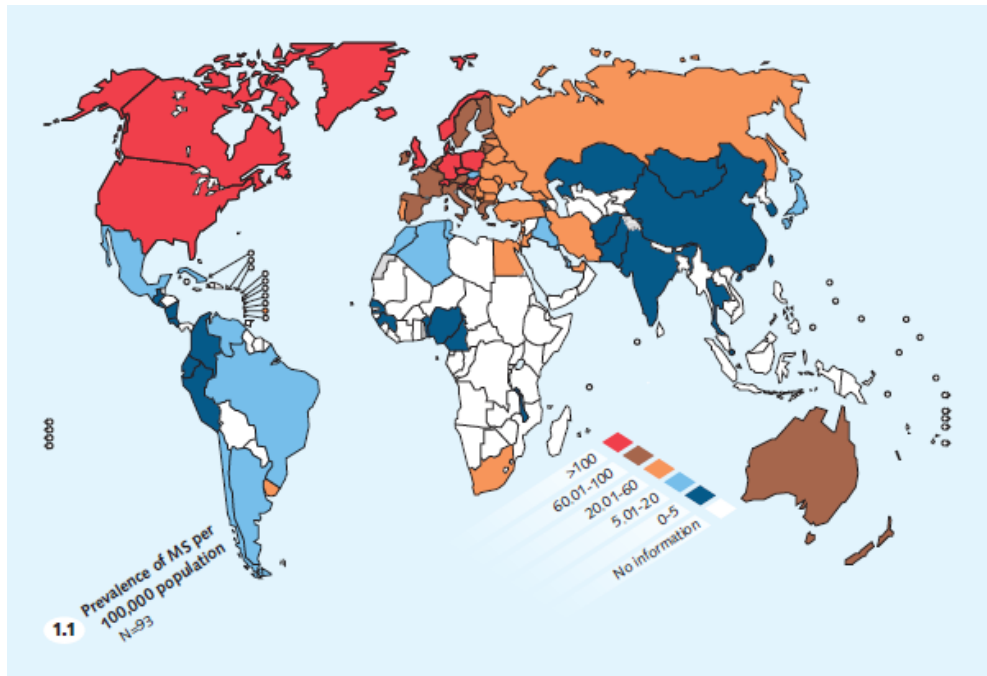 >100
60.01-100
20.01-60
5.01-20
0-5
No information
1.1 Prevalence of MS per
100,000 population
N=93